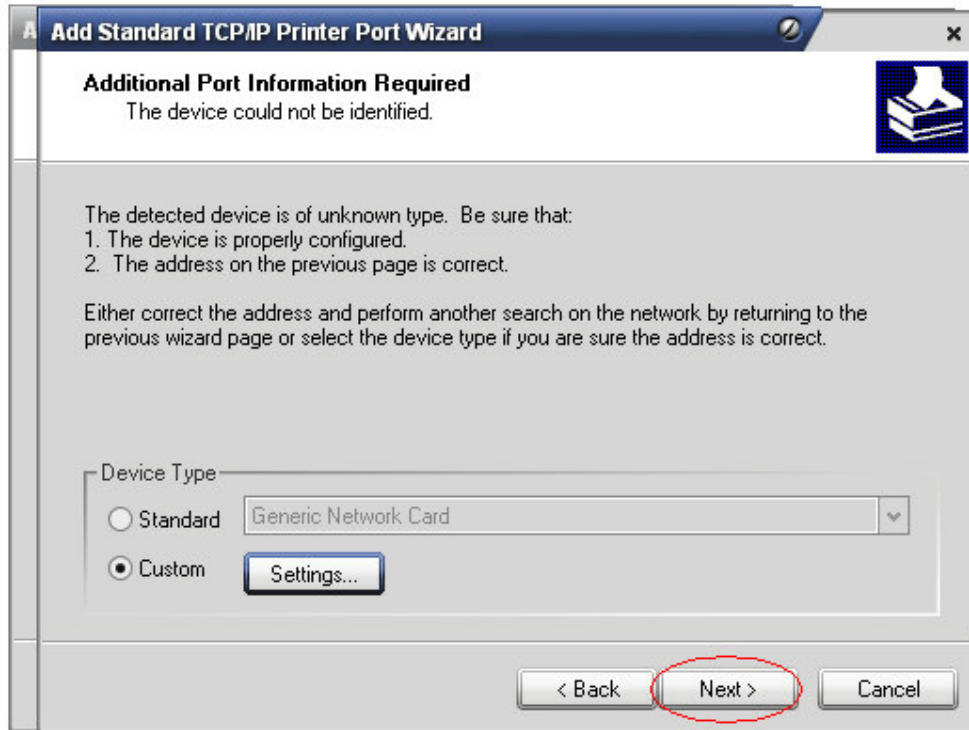 A
Add Standard TCP/IP Printer Port Wizard
Additional Port Information Required
The device could not be identified.
The detected device is of unknown type.  Be sure that:
1. The device is properly configured.
2.  The address on the previous page is correct.
Either correct the address and perform another search on the network by returning to the
previous wizard page or select the device type if you are sure the address is correct.
Device Type
Standard
Generic Network Card
Custom
Settings...
< Back
Next >
Cancel